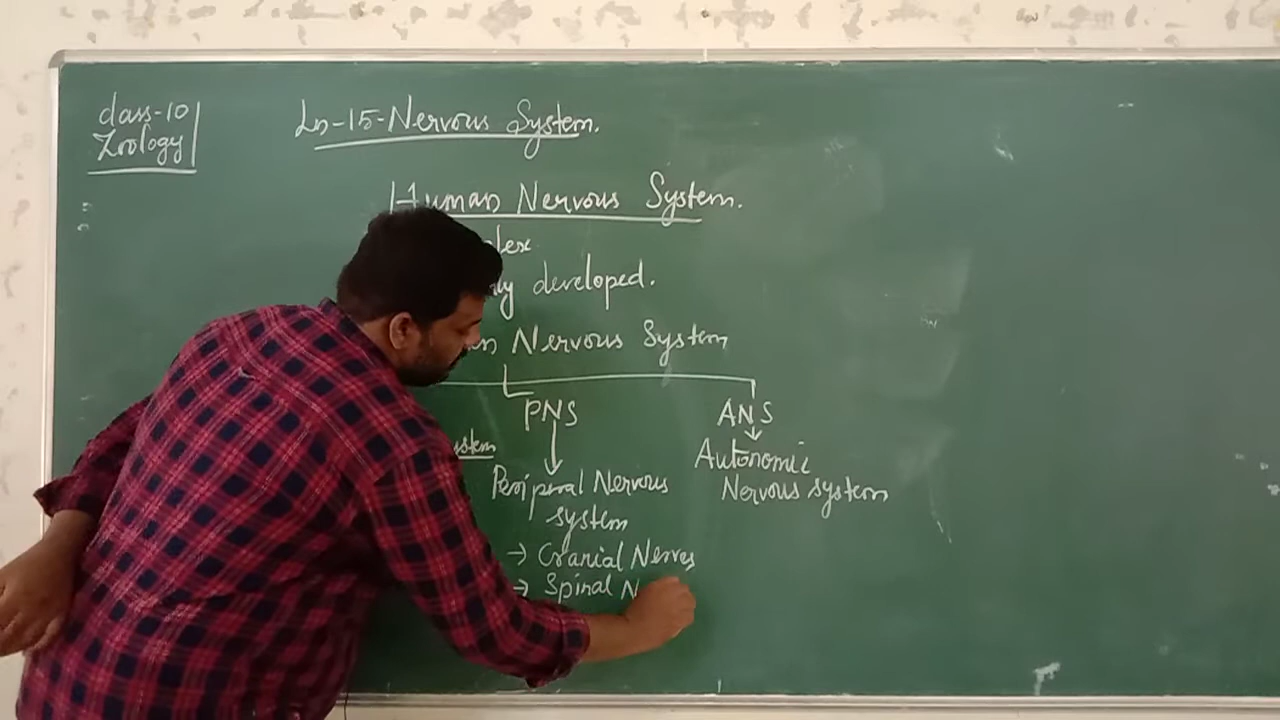 class-10
Zoology
Ln-15-Nervous System.
Human Nervous System.
developed.
Nervous System
PNS
ANS
Autonomic
Peripheral Nervous
Nervous system
system
→ Cranial Nerves
→ Spinal N